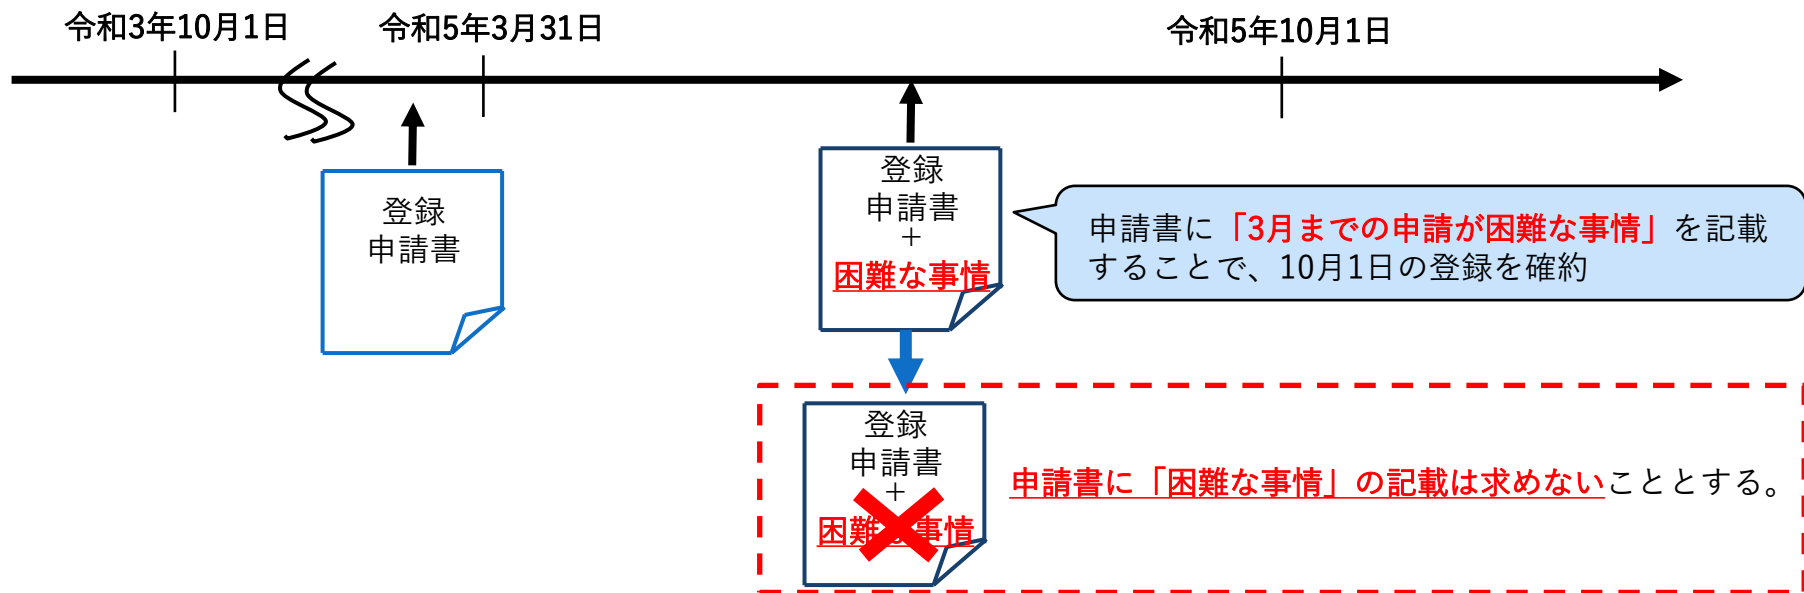 令和3年10月1日
令和5年3月31日
令和5年10月1日
登録
申請書
登録
申請書
+
困難な事情
申請書に「3月までの申請が困難な事情」を記載
することで、10月1日の登録を確約
登録
申請書
+
困難な事情
申請書に「困難な事情」の記載は求めないこととする。